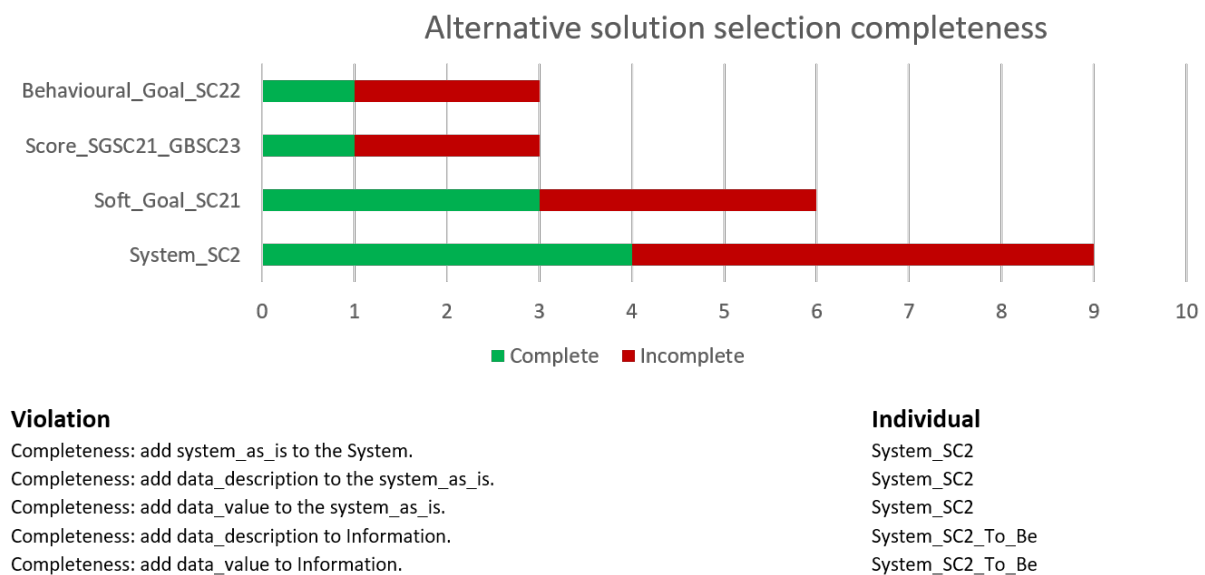 Alternative solution selection completeness
Behavioural_Goal_SC22
Score_SGSC21_GBSC23
Soft_Goal_SC21
System_SC2
0 1 2 3 4 5 6 7 8 9 10
Complete Incomplete
Violation Individual
Completeness: add system_as_is to the System. System_SC2
Completeness: add data_description to the system_as_is. System_SC2
Completeness: add data_value to the system_as_is. System_SC2
Completeness: add data_description to Information. System_SC2_To_Be
Completeness: add data_value to Information. System_SC2_To_Be